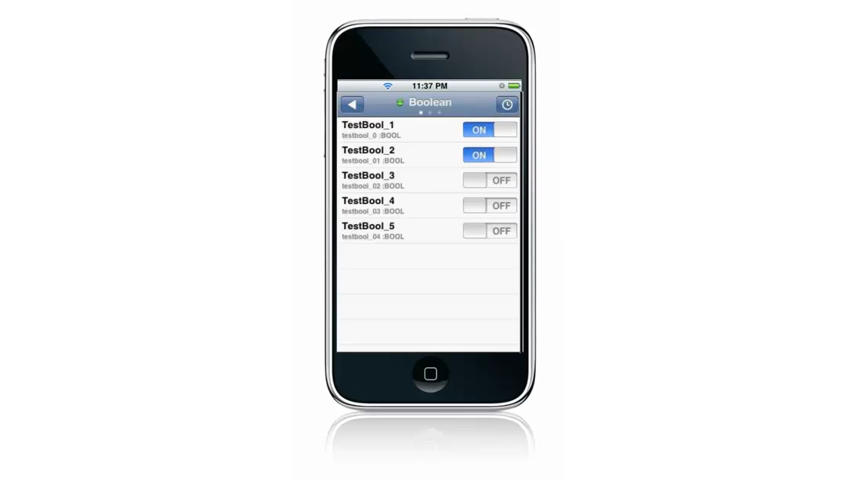 11:37 PM
Boolean
TestBool_1
testbool_0 :BOOL
ON
TestBool_2
testbool_01 :BOOL
ON
TestBool_3
testbool_02 :BOOL
OFF
TestBool_4
testbool_03 :BOOL
OFF
TestBool_5
testbool_04 :BOOL
OFF